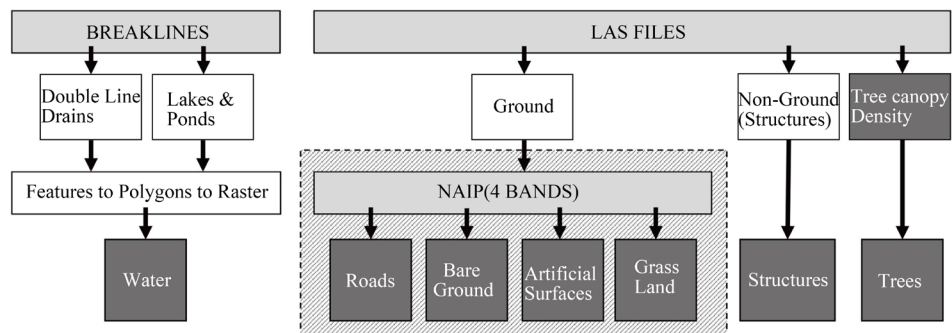 BREAKLINES
LAS FILES
Double Line
Drains
Lakes &
Ponds
Ground
Non-Ground
(Structures)
Tree canopy
Density
Features to Polygons to Raster
NAIP(4 BANDS)
Water
Roads
Bare
Ground
Artificial
Surfaces
Grass
Land
Structures
Trees